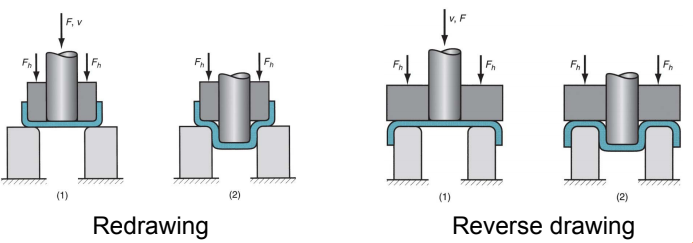 F, v
v, F
Fh Fh
Fh Fh
Fh Fh
Fh Fh
(1)
(2)
(1)
(2)
Redrawing
Reverse drawing